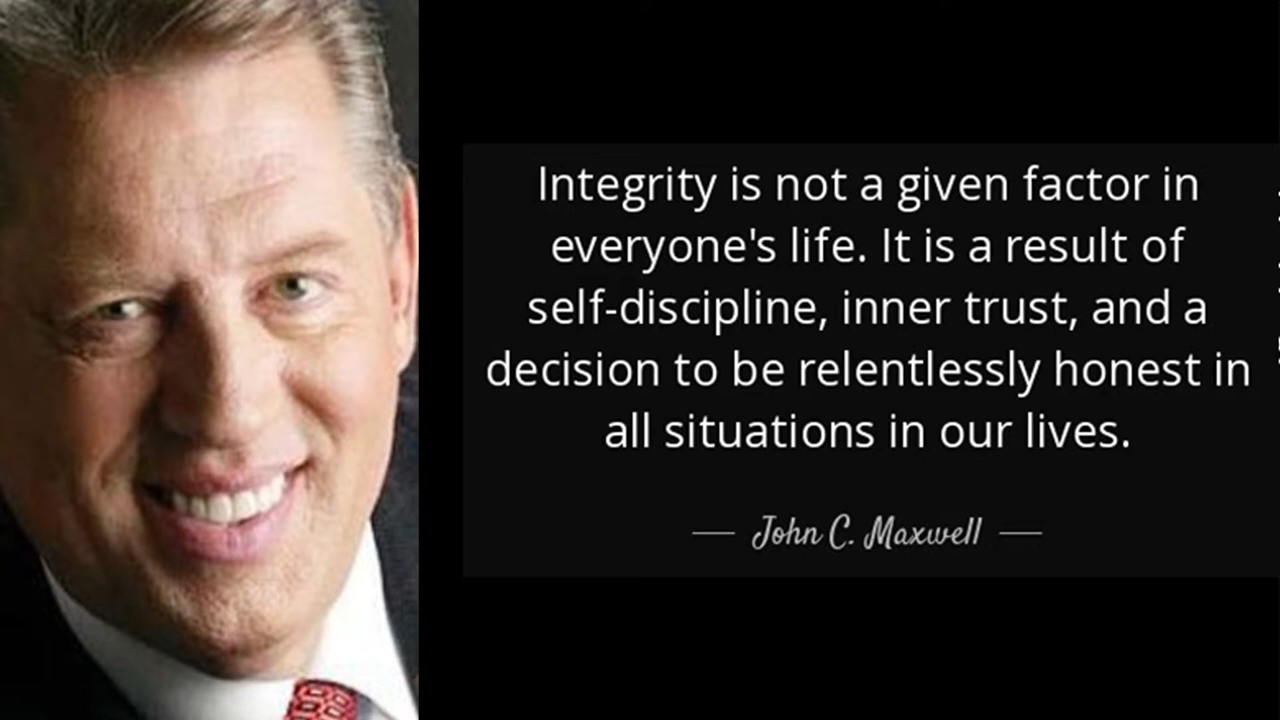 Integrity is not a given factor in
everyone's life. It is a result of
self-discipline, inner trust, and a
decision to be relentlessly honest in
all situations in our lives.
John C. Maxwell